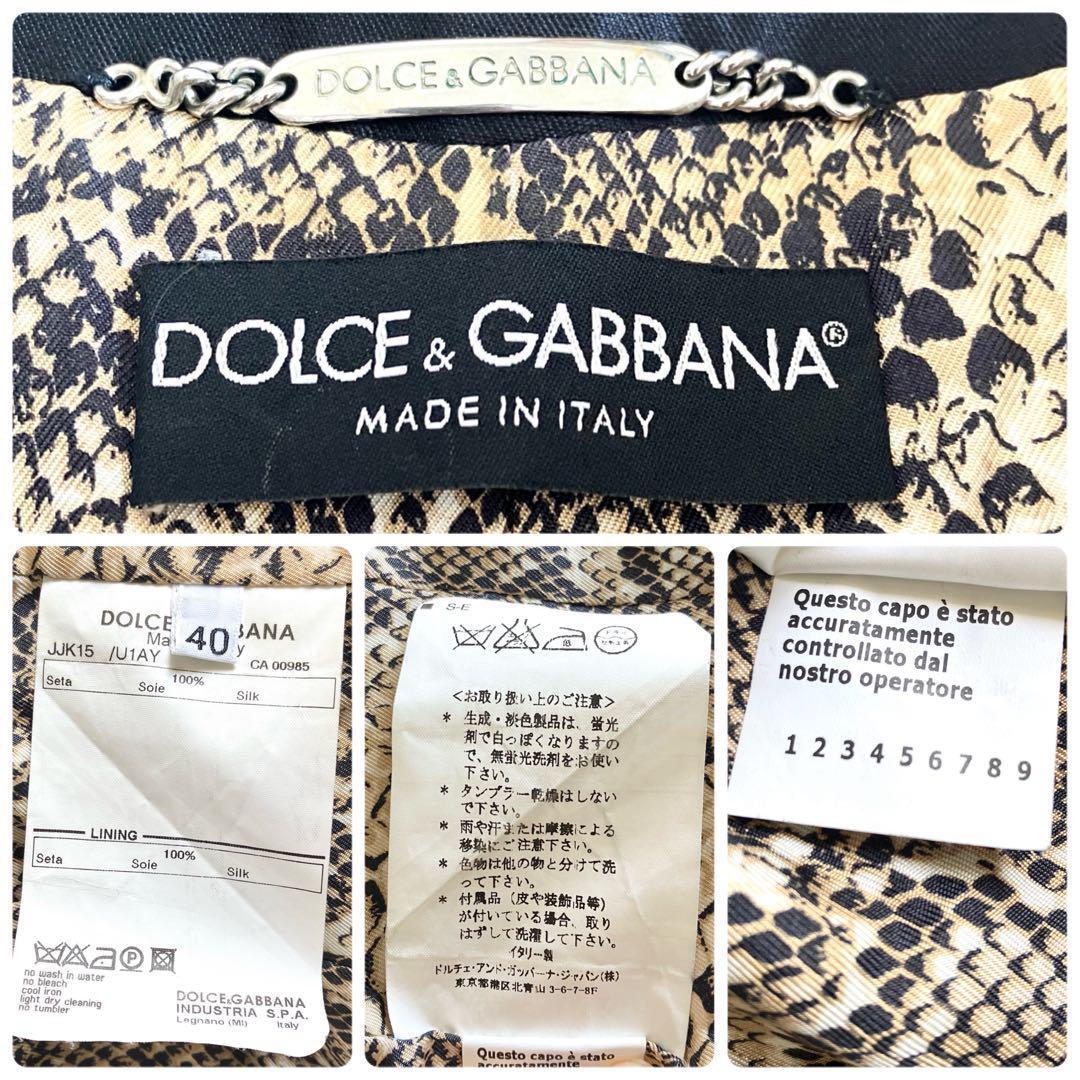 DOLCE & GABBANA
DOLCE & GABBANA®
MADE IN ITALY
DOLCE BANA
40
JJK15 /U1AY
CA 00985
Seta Soie 100% Silk
LINING
Seta Soie 100% Silk
no wash in water
no bleach
cool iron
light dry cleaning
no tumbler
DOLCE&GABBANA
INDUSTRIA S.P.A.
Legnano (MI) Italy
S-E
ドライ
セキユ系
<お取り扱い上のご注意>
* 生成・淡色製品は、蛍光
剤で白っぽくなりますの
で、無蛍光洗剤をお使い
下さい。
* タンブラー乾燥はしない
で下さい。
* 雨や汗または摩擦による
移染にご注意下さい。
* 色物は他の物と分けて洗
って下さい。
* 付属品(皮や装飾品等)
が付いている場合、取り
はずして洗濯して下さい。
イタリー製
ドルチェ・アンド・ガッバーナ・ジャパン(株)
東京都港区北青山3-6-7-8F
Questo capo è stato
accuratamente
Questo capo è stato
accuratamente
controllato dal
nostro operatore
1 2 3 4 5 6 7 8 9